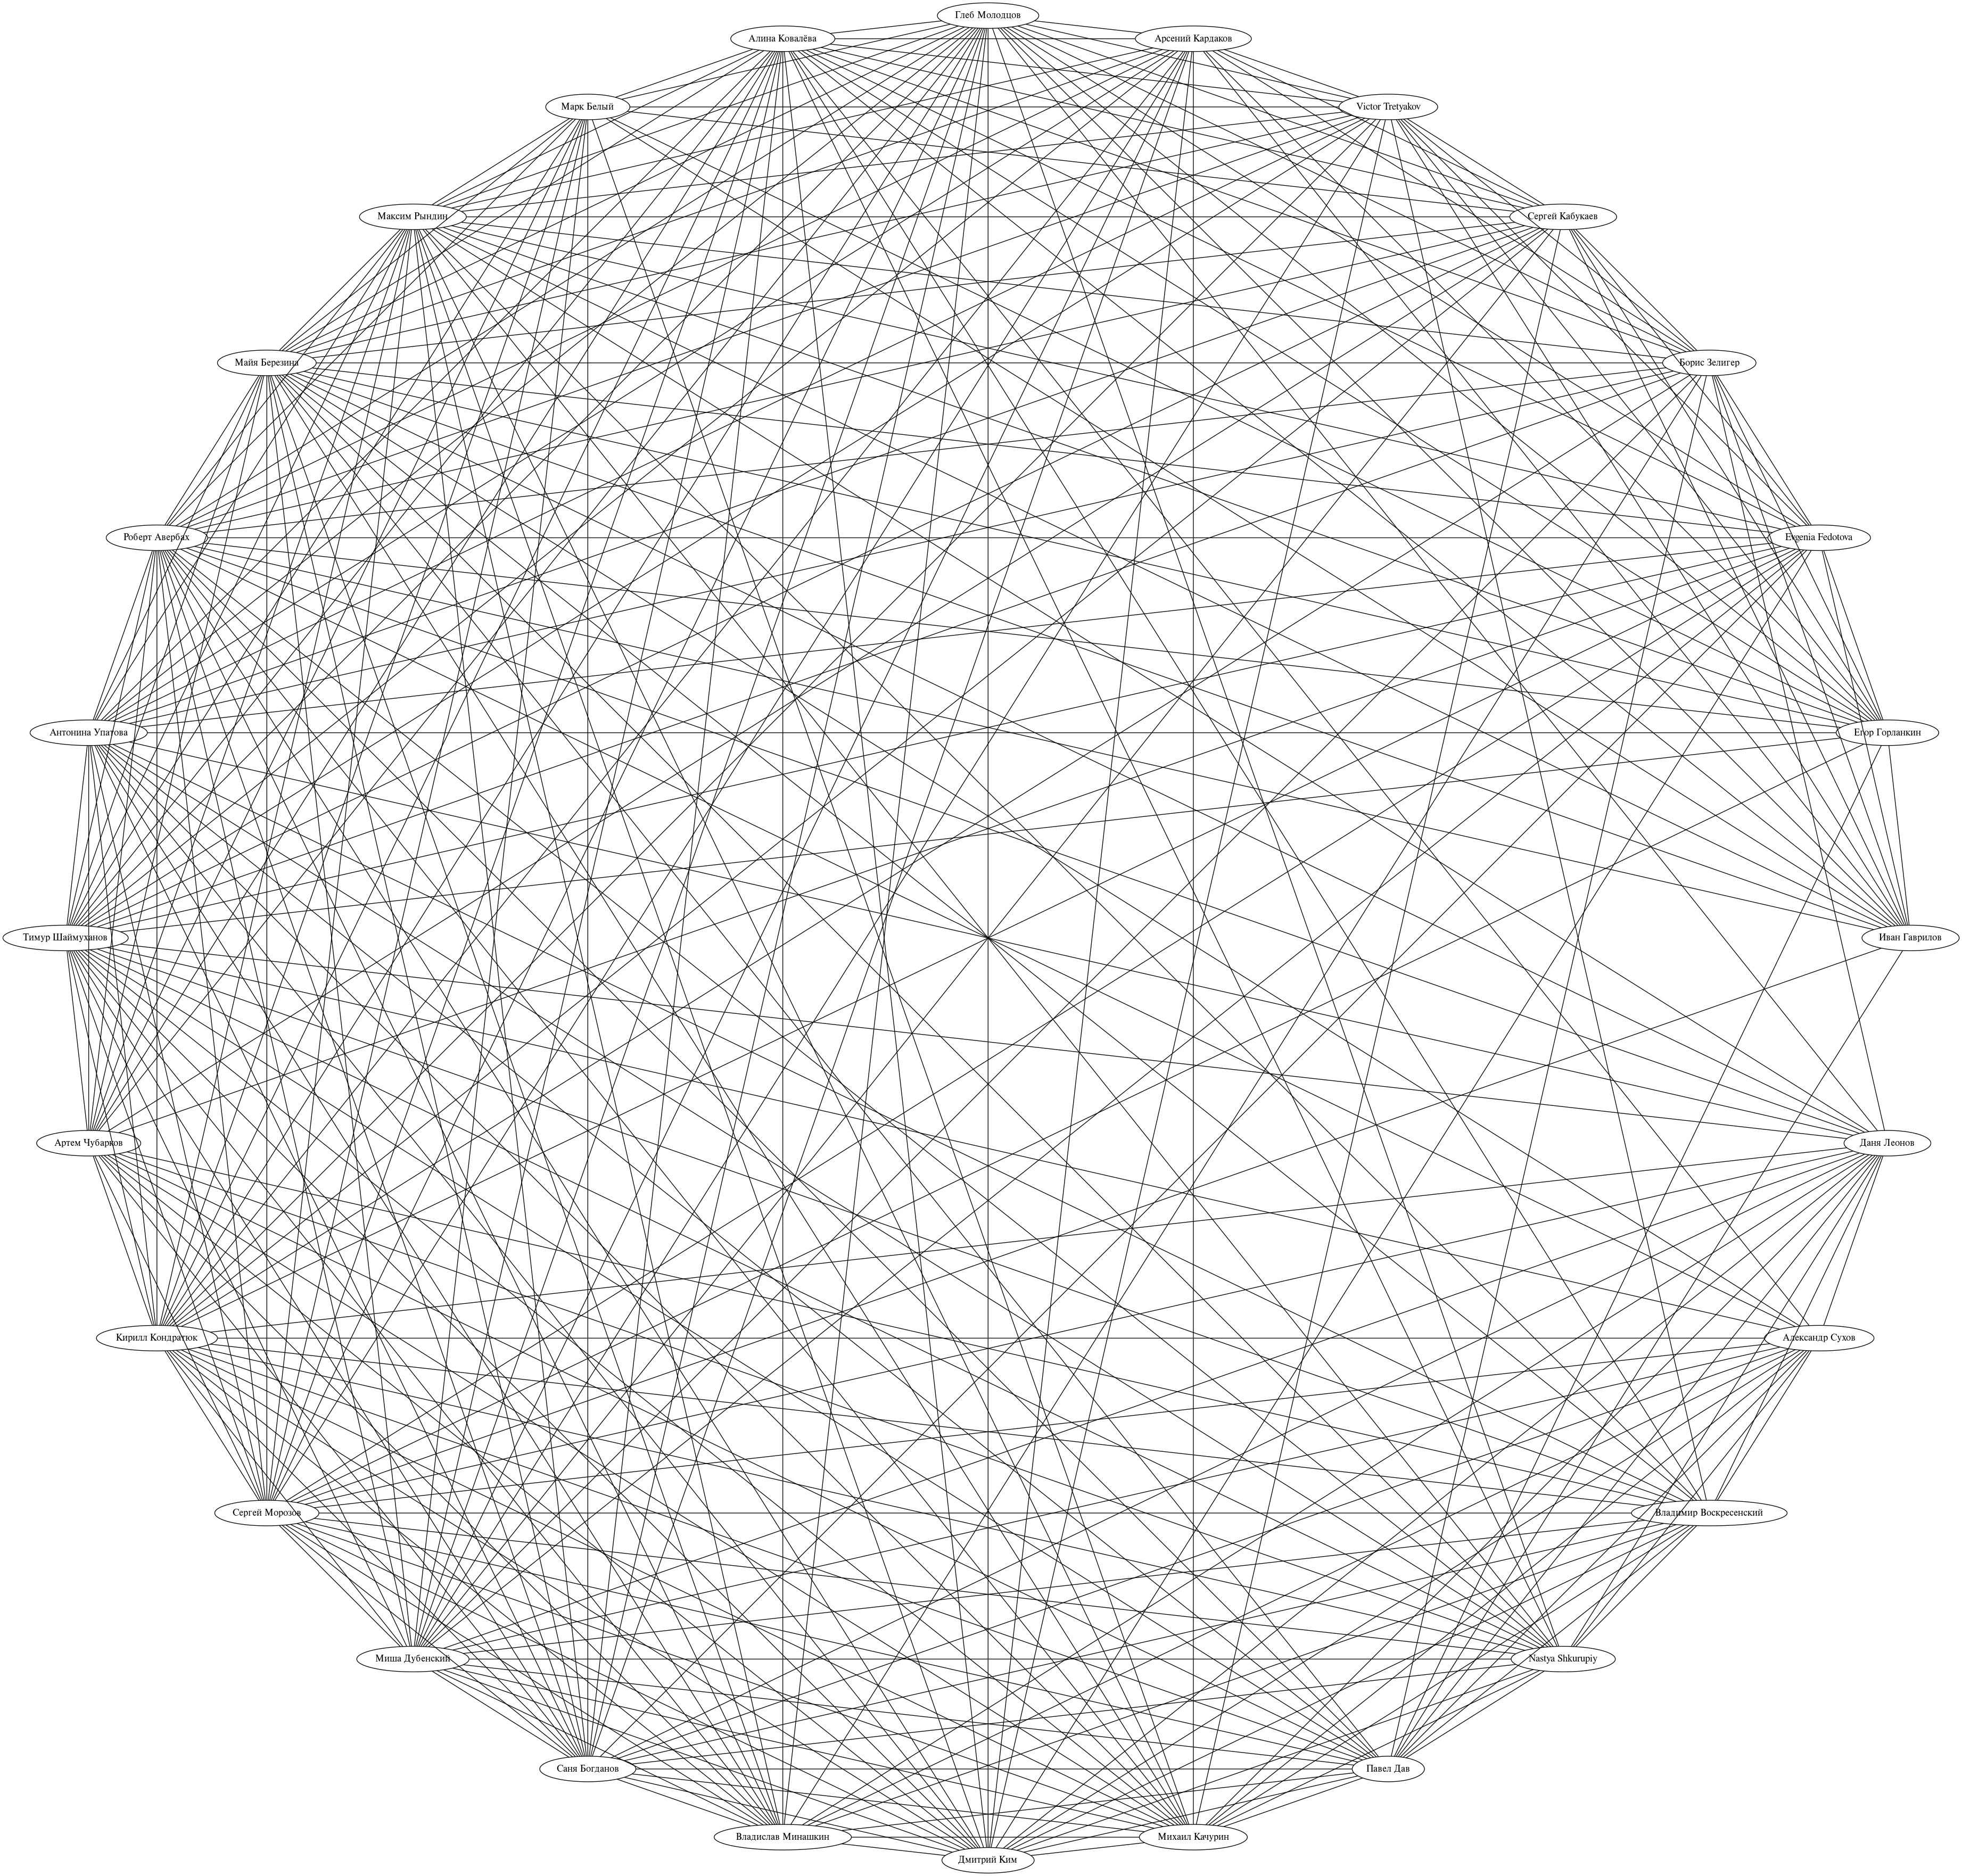 Глеб Молодцов
Алина Ковалёва
Арсений Кардаков
Марк Белый
Victor Tretyakov
Максим Рындин
Сергей Кабукаев
Майя Березина
Борис Зелигер
Роберт Авербах
Evgenia Fedotova
Антонина Упатова
Егор Горланкин
Тимур Шаймуханов
Иван Гаврилов
Артем Чубарков
Даня Леонов
Кирилл Кондратюк
Александр Сухов
Сергей Морозов
Владимир Воскресенский
Миша Дубенский
Nastya Shkurupiy
Саня Богданов
Павел Дав
Владислав Минашкин
Михаил Качурин
Дмитрий Ким